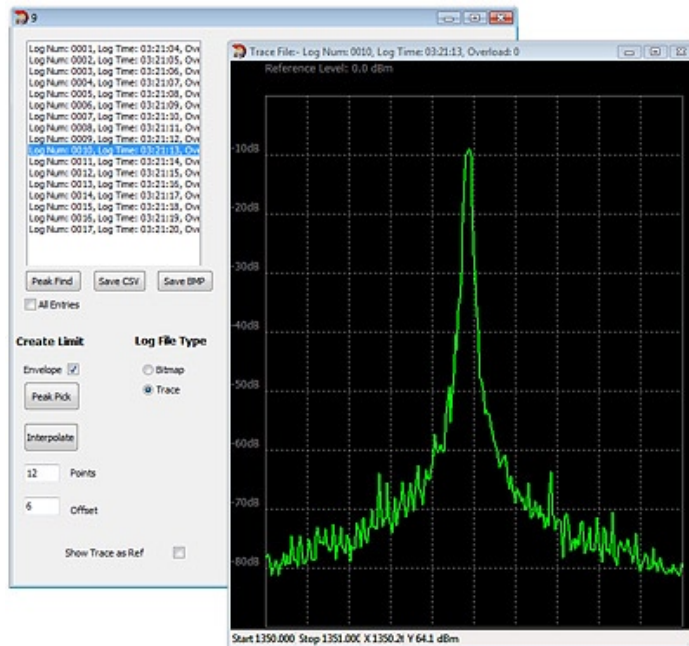 9
Log Num: 0001, Log Time: 03:21:04, Ove
Log Num: 0002, Log Time: 03:21:05, Ove
Log Num: 0003, Log Time: 03:21:06, Ove
Log Num: 0004, Log Time: 03:21:07, Ove
Log Num: 0005, Log Time: 03:21:08, Ove
Log Num: 0006, Log Time: 03:21:09, Ove
Log Num: 0007, Log Time: 03:21:10, Ove
Log Num: 0008, Log Time: 03:21:11, Ove
Log Num: 0009, Log Time: 03:21:12, Ove
Log Num: 0010, Log Time: 03:21:13, Ove
Log Num: 0011, Log Time: 03:21:14, Ove
Log Num: 0012, Log Time: 03:21:15, Ove
Log Num: 0013, Log Time: 03:21:16, Ove
Log Num: 0014, Log Time: 03:21:17, Ove
Log Num: 0015, Log Time: 03:21:18, Ove
Log Num: 0016, Log Time: 03:21:19, Ove
Log Num: 0017, Log Time: 03:21:20, Ove
Peak Find Save CSV Save BMP
All Entries
Create Limit Log File Type
Envelope Bitmap
Peak Pick Trace
Interpolate
12 Points
6 Offset
Show Trace as Ref
Trace File:- Log Num: 0010, Log Time: 03:21:13, Overload: 0
Reference Level: 0.0 dBm
-10dB
-20dB
-30dB
-40dB
-50dB
-60dB
-70dB
-80dB
Start 1350.000 Stop 1351.000 X 1350.20 Y 64.1 dBm